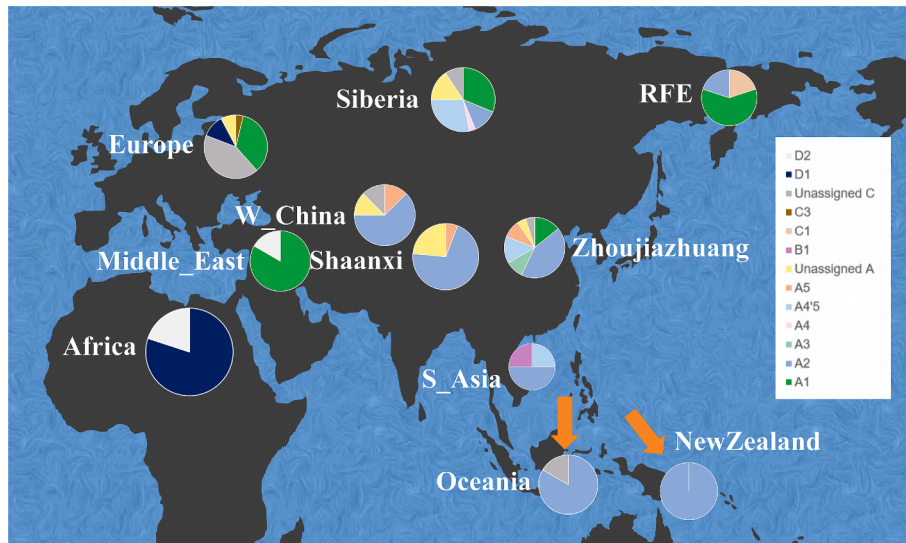 Siberia
RFE
Europe
W_China
Middle_East
Shaanxi
Zhoujiazhuang
Africa
S_Asia
NewZealand
Oceania
D2
D1
Unassigned C
C3
C1
B1
Unassigned A
A5
A4'5
A4
A3
A2
A1